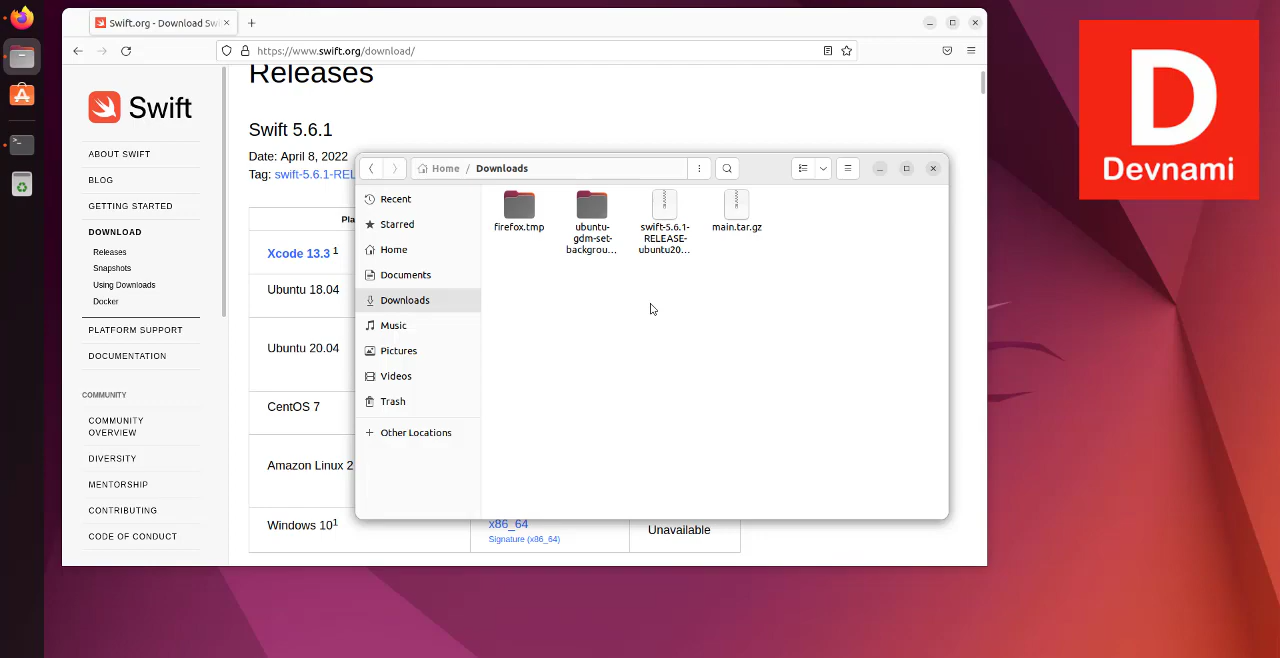 Swift.org - Download Sw
https://www.swift.org/download/
Swift
ABOUT SWIFT
BLOG
GETTING STARTED
DOWNLOAD
Releases
Snapshots
Using Downloads
Docker
PLATFORM SUPPORT
DOCUMENTATION
COMMUNITY
COMMUNITY
OVERVIEW
DIVERSITY
MENTORSHIP
CONTRIBUTING
CODE OF CONDUCT
Releases
Swift 5.6.1
Date: April 8, 2022
Tag: swift-5.6.1-REL
Pla
Xcode 13.3 1
Ubuntu 18.04
Ubuntu 20.04
CentOS 7
Amazon Linux 2
Windows 10 1
x86_64
Signature (x86_64)
Unavailable
Home / Downloads
Recent
Starred
Home
Documents
Downloads
Music
Pictures
Videos
Trash
+ Other Locations
firefox.tmp
ubuntu-
gdm-set-
backgrou...
swift-5.6.1-
RELEASE-
ubuntu20...
main.tar.gz
D
Devnami